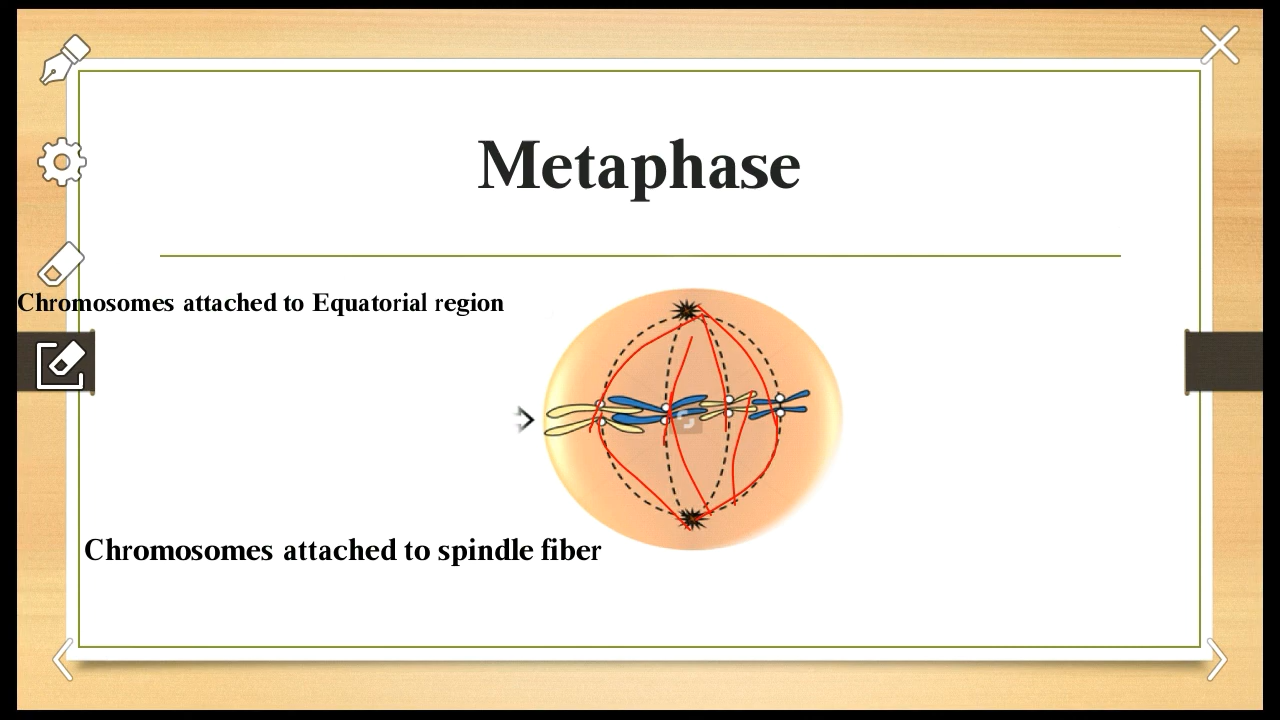 Metaphase
Chromosomes attached to Equatorial region
Chromosomes attached to spindle fiber